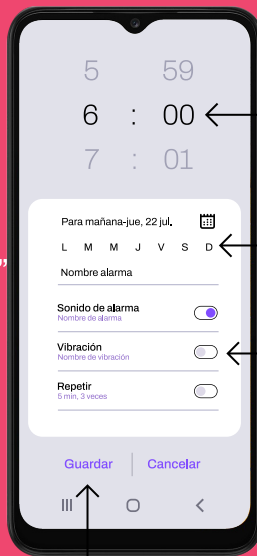 5 59
6 : 00
7 : 01
Para mañana-jue, 22 jul.
L M M J V S D
Nombre alarma
Sonido de alarma
Nombre de alarma
Vibración
Nombre de vibración
Repetir
5 min, 3 veces
Guardar | Cancelar
”